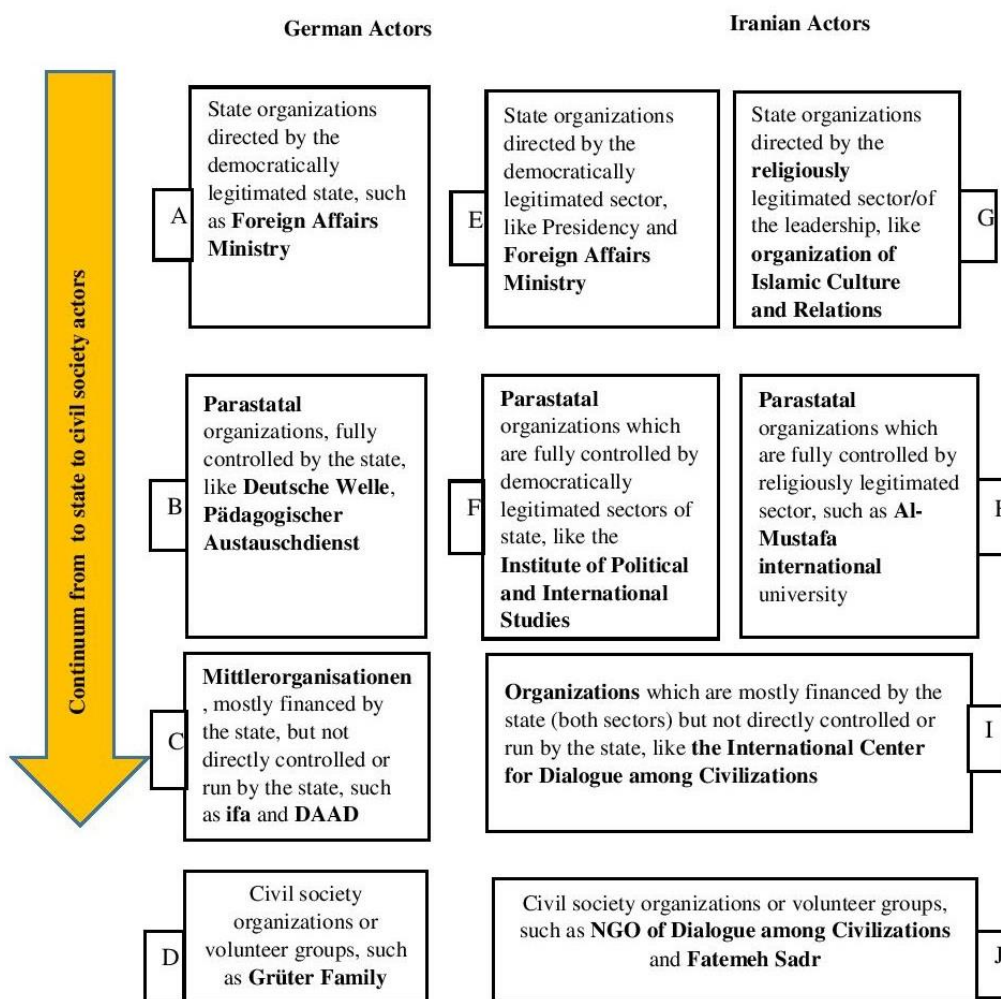 German Actors
Iranian Actors
Continuum from to state to civil society actors
A
State organizations
directed by the
democratically
legitimated state, such
as Foreign Affairs
Ministry
E
State organizations
directed by the
democratically
legitimated sector,
like Presidency and
Foreign Affairs
Ministry
State organizations
directed by the
religiously
legitimated sector/of
the leadership, like
organization of
Islamic Culture
and Relations
G
B
Parastatal
organizations, fully
controlled by the state,
like Deutsche Welle,
Pädagogischer
Austauschdienst
F
Parastatal
organizations which
are fully controlled by
democratically
legitimated sectors of
state, like the
Institute of Political
and International
Studies
Parastatal
organizations which
are fully controlled by
religiously legitimated
sector, such as Al-
Mustafa
international
university
C
Mittlerorganisationen
, mostly financed by
the state, but not
directly controlled or
run by the state, such
as ifa and DAAD
Organizations which are mostly financed by the
state (both sectors) but not directly controlled or
run by the state, like the International Center
for Dialogue among Civilizations
I
D
Civil society
organizations or
volunteer groups, such
as Grüter Family
Civil society organizations or volunteer groups,
such as NGO of Dialogue among Civilizations
and Fatemeh Sadr
J